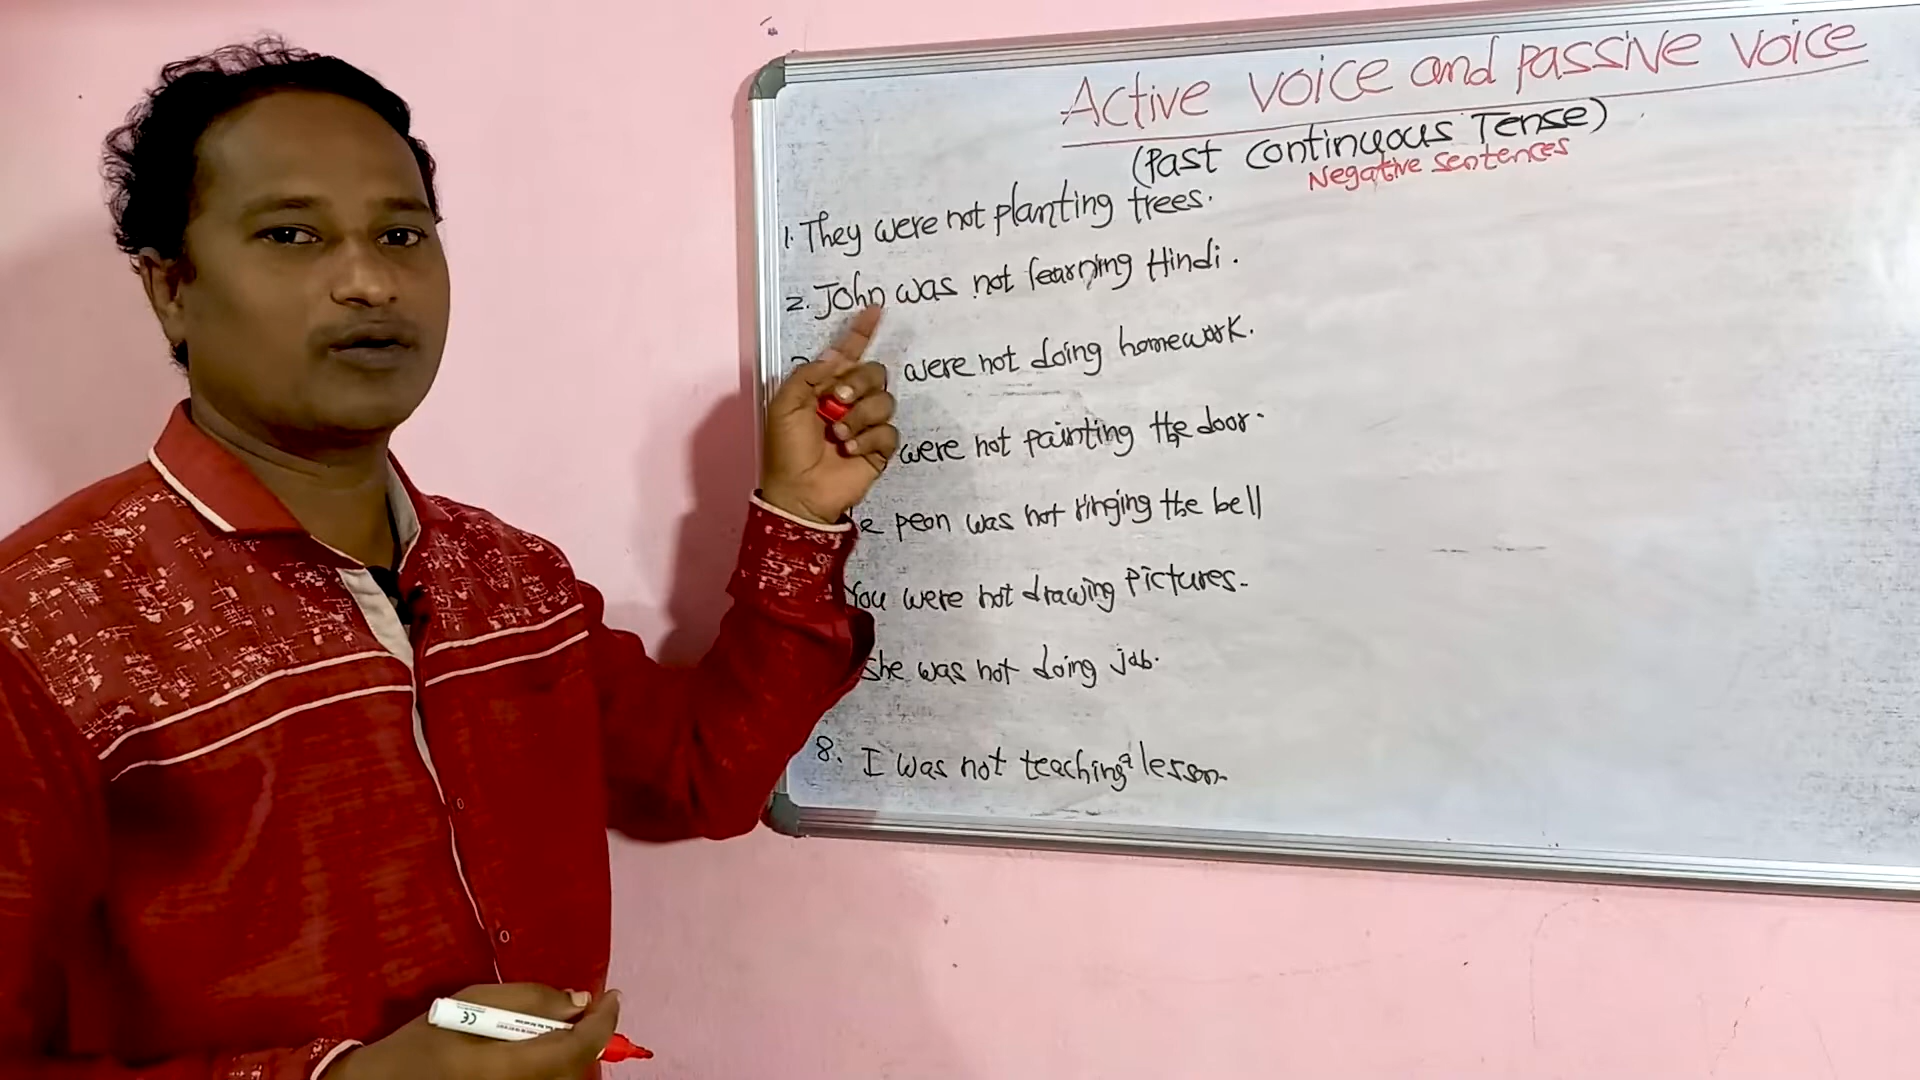 Active voice and passive voice
(Past continuous Tense)
Negative sentences
1. They were not planting trees.
2. John was not learning Hindi.
were not doing homework.
were not painting the door.
peon was not ringing the bell
You were not drawing pictures.
She was not doing job.
8. I was not teaching a lesson.
CE